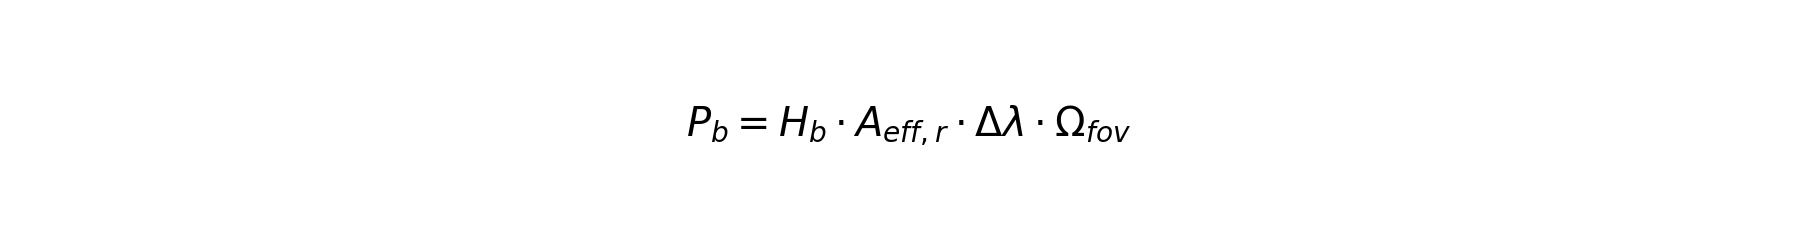 P_b = H_b · A_{eff,r} · Δλ · Ω_{fov}